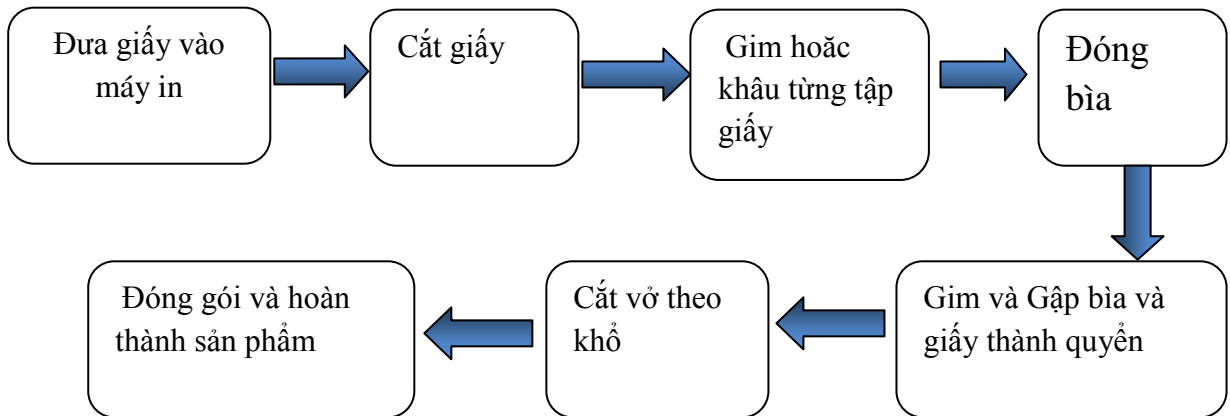 Đưa giấy vào
máy in
Cắt giấy
Gim hoăc
khâu từng tập
giấy
Đóng
bìa
Gim và Gập bìa và
giấy thành quyển
Cắt vở theo
khổ
Đóng gói và hoàn
thành sản phẩm